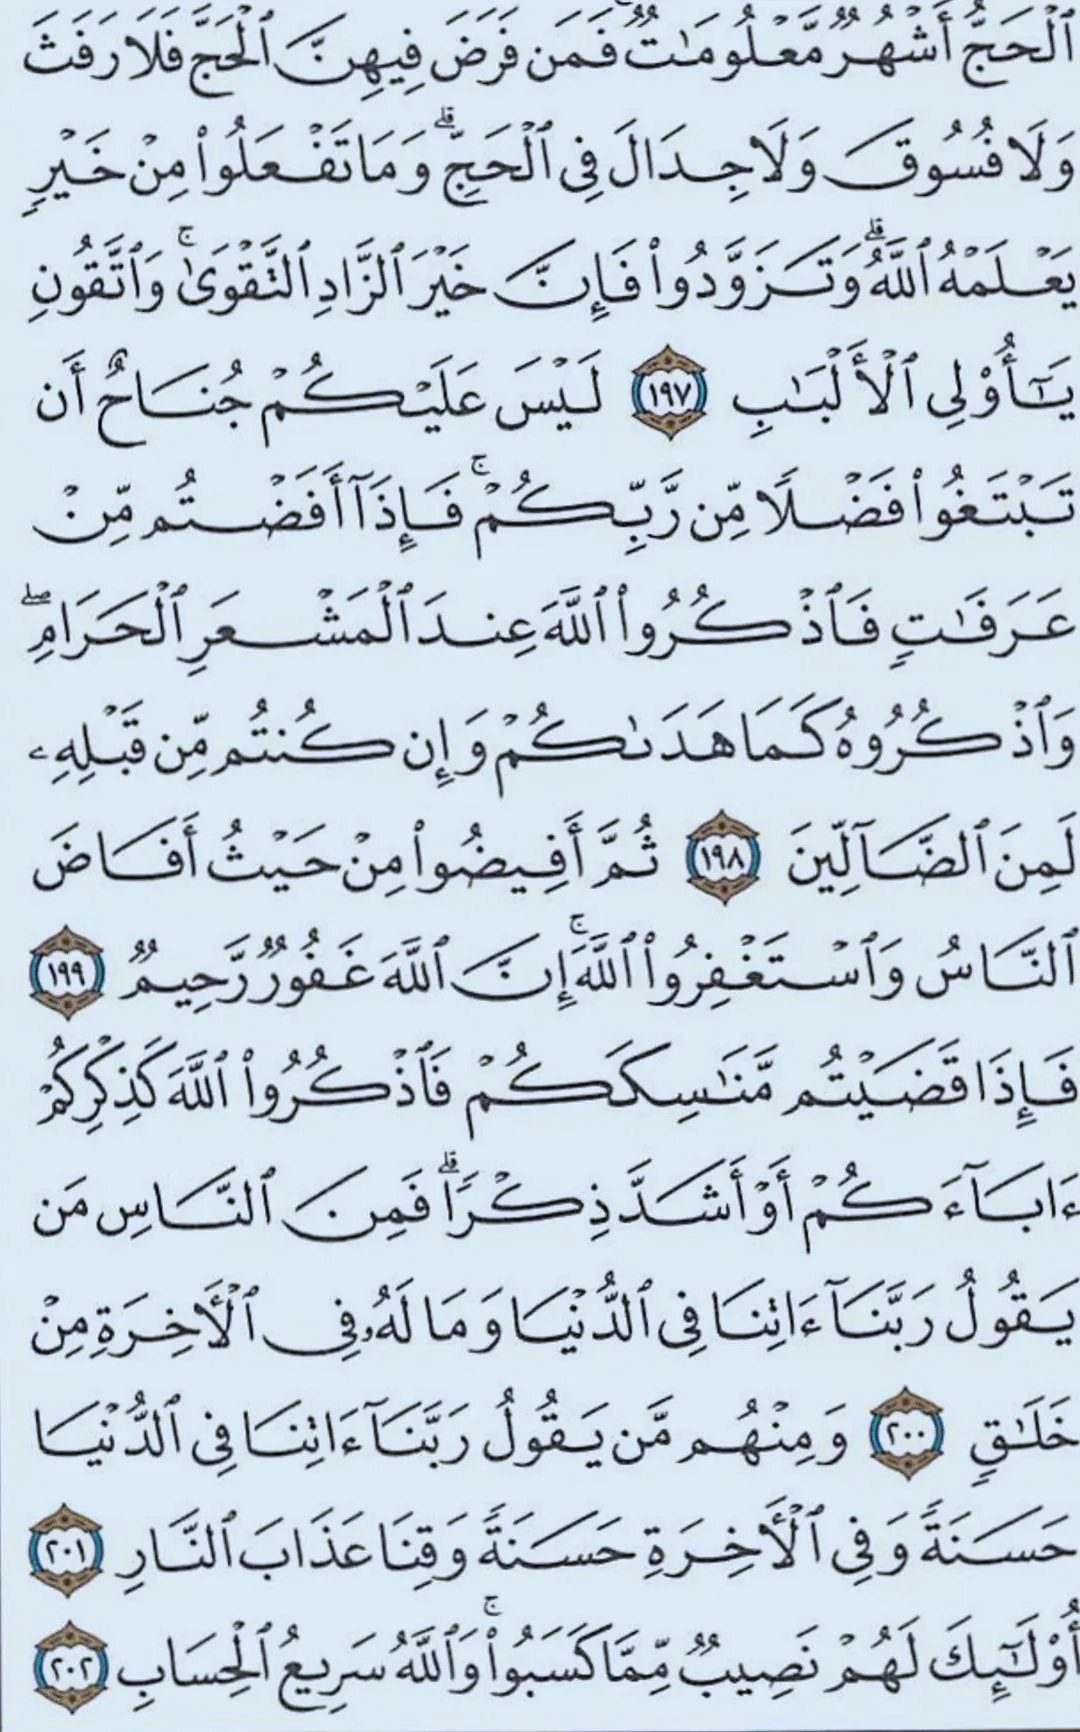 ٱلْحَجُّ أَشْهُرٌ مَّعْلُومَٰتٌ فَمَن فَرَضَ فِيهِنَّ ٱلْحَجَّ فَلَا رَفَثَ
وَلَا فُسُوقَ وَلَا جِدَالَ فِى ٱلْحَجِّ ۗ وَمَا تَفْعَلُوا۟ مِنْ خَيْرٍ
يَعْلَمْهُ ٱللَّهُ ۗ وَتَزَوَّدُوا۟ فَإِنَّ خَيْرَ ٱلزَّادِ ٱلتَّقْوَىٰ ۚ وَٱتَّقُونِ
يَٰٓأُو۟لِى ٱلْأَلْبَٰبِ ١٩٧ لَيْسَ عَلَيْكُمْ جُنَاحٌ أَن
تَبْتَغُوا۟ فَضْلًا مِّن رَّبِّكُمْ ۚ فَإِذَآ أَفَضْتُم مِّنْ
عَرَفَٰتٍ فَٱذْكُرُوا۟ ٱللَّهَ عِندَ ٱلْمَشْعَرِ ٱلْحَرَامِ ۖ
وَٱذْكُرُوهُ كَمَا هَدَىٰكُمْ وَإِن كُنتُم مِّن قَبْلِهِۦ
لَمِنَ ٱلضَّآلِّينَ ١٩٨ ثُمَّ أَفِيضُوا۟ مِنْ حَيْثُ أَفَاضَ
ٱلنَّاسُ وَٱسْتَغْفِرُوا۟ ٱللَّهَ ۚ إِنَّ ٱللَّهَ غَفُورٌ رَّحِيمٌ ١٩٩
فَإِذَا قَضَيْتُم مَّنَٰسِكَكُمْ فَٱذْكُرُوا۟ ٱللَّهَ كَذِكْرِكُمْ
ءَابَآءَكُمْ أَوْ أَشَدَّ ذِكْرًا ۗ فَمِنَ ٱلنَّاسِ مَن
يَقُولُ رَبَّنَآ ءَاتِنَا فِى ٱلدُّنْيَا وَمَا لَهُۥ فِى ٱلْأَخِرَةِ مِنْ
خَلَٰقٍ ٢٠٠ وَمِنْهُم مَّن يَقُولُ رَبَّنَآ ءَاتِنَا فِى ٱلدُّنْيَا
حَسَنَةً وَفِى ٱلْأَخِرَةِ حَسَنَةً وَقِنَا عَذَابَ ٱلنَّارِ ٢٠١
أُو۟لَٰٓئِكَ لَهُمْ نَصِيبٌ مِّمَّا كَسَبُوا۟ ۚ وَٱللَّهُ سَرِيعُ ٱلْحِسَابِ ٢٠٢